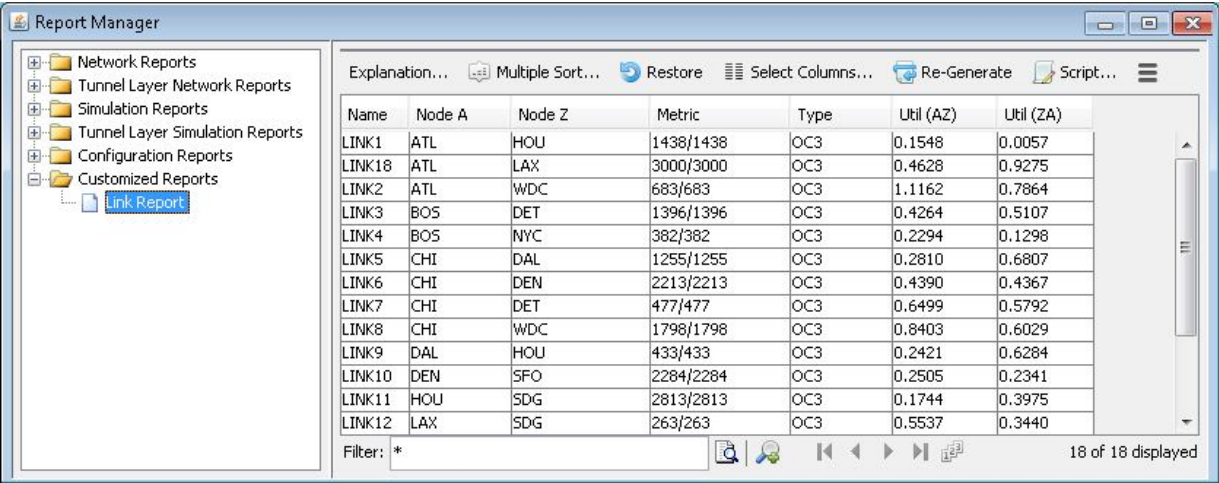 Report Manager
Network Reports
Tunnel Layer Network Reports
Simulation Reports
Tunnel Layer Simulation Reports
Configuration Reports
Customized Reports
Link Report
Explanation... Multiple Sort... Restore Select Columns... Re-Generate Script...
Name Node A Node Z Metric Type Util (AZ) Util (ZA)
LINK1 ATL HOU 1438/1438 OC3 0.1548 0.0057
LINK18 ATL LAX 3000/3000 OC3 0.4628 0.9275
LINK2 ATL WDC 683/683 OC3 1.1162 0.7864
LINK3 BOS DET 1396/1396 OC3 0.4264 0.5107
LINK4 BOS NYC 382/382 OC3 0.2294 0.1298
LINK5 CHI DAL 1255/1255 OC3 0.2810 0.6807
LINK6 CHI DEN 2213/2213 OC3 0.4390 0.4367
LINK7 CHI DET 477/477 OC3 0.6499 0.5792
LINK8 CHI WDC 1798/1798 OC3 0.8403 0.6029
LINK9 DAL HOU 433/433 OC3 0.2421 0.6284
LINK10 DEN SFO 2284/2284 OC3 0.2505 0.2341
LINK11 HOU SDG 2813/2813 OC3 0.1744 0.3975
LINK12 LAX SDG 263/263 OC3 0.5537 0.3440
Filter: * 18 of 18 displayed